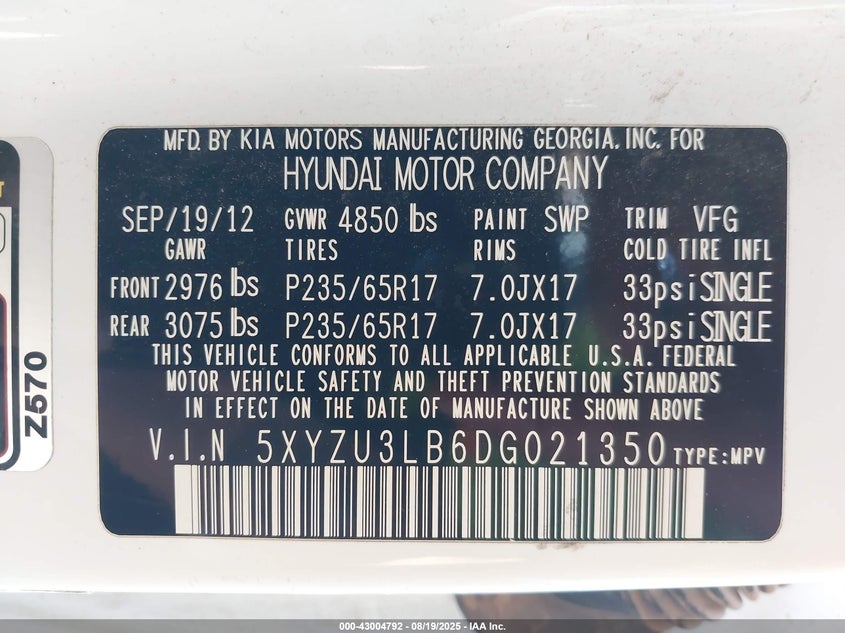 MFD. BY KIA MOTORS MANUFACTURING GEORGIA, INC. FOR
HYUNDAI MOTOR COMPANY
SEP/19/12 GVWR 4850 lbs PAINT SWP TRIM VFG
GAWR TIRES RIMS COLD TIRE INFL
FRONT 2976 lbs P235/65R17 7.0JX17 33psi SINGLE
REAR 3075 lbs P235/65R17 7.0JX17 33psi SINGLE
THIS VEHICLE CONFORMS TO ALL APPLICABLE U.S.A. FEDERAL
MOTOR VEHICLE SAFETY AND THEFT PREVENTION STANDARDS
IN EFFECT ON THE DATE OF MANUFACTURE SHOWN ABOVE
V.I.N 5XYZU3LB6DG021350 TYPE:MPV
Z570
000-43004792 - 08/19/2025 - IAA Inc.